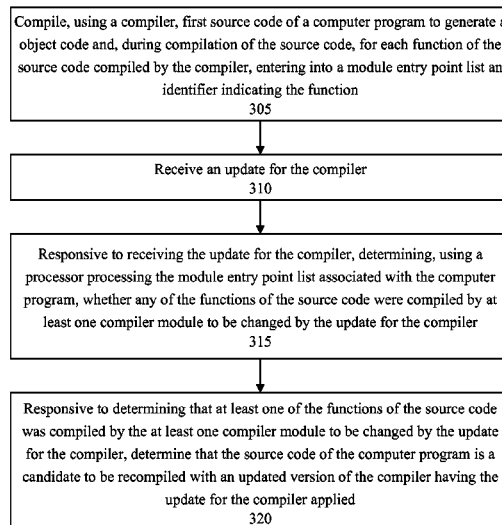 Compile, using a compiler, first source code of a computer program to generate a
object code and, during compilation of the source code, for each function of the
source code compiled by the compiler, entering into a module entry point list an
identifier indicating the function
305
Receive an update for the compiler
310
Responsive to receiving the update for the compiler, determining, using a
processor processing the module entry point list associated with the computer
program, whether any of the functions of the source code were compiled by at
least one compiler module to be changed by the update for the compiler
315
Responsive to determining that at least one of the functions of the source code
was compiled by the at least one compiler module to be changed by the update
for the compiler, determine that the source code of the computer program is a
candidate to be recompiled with an updated version of the compiler having the
update for the compiler applied
320